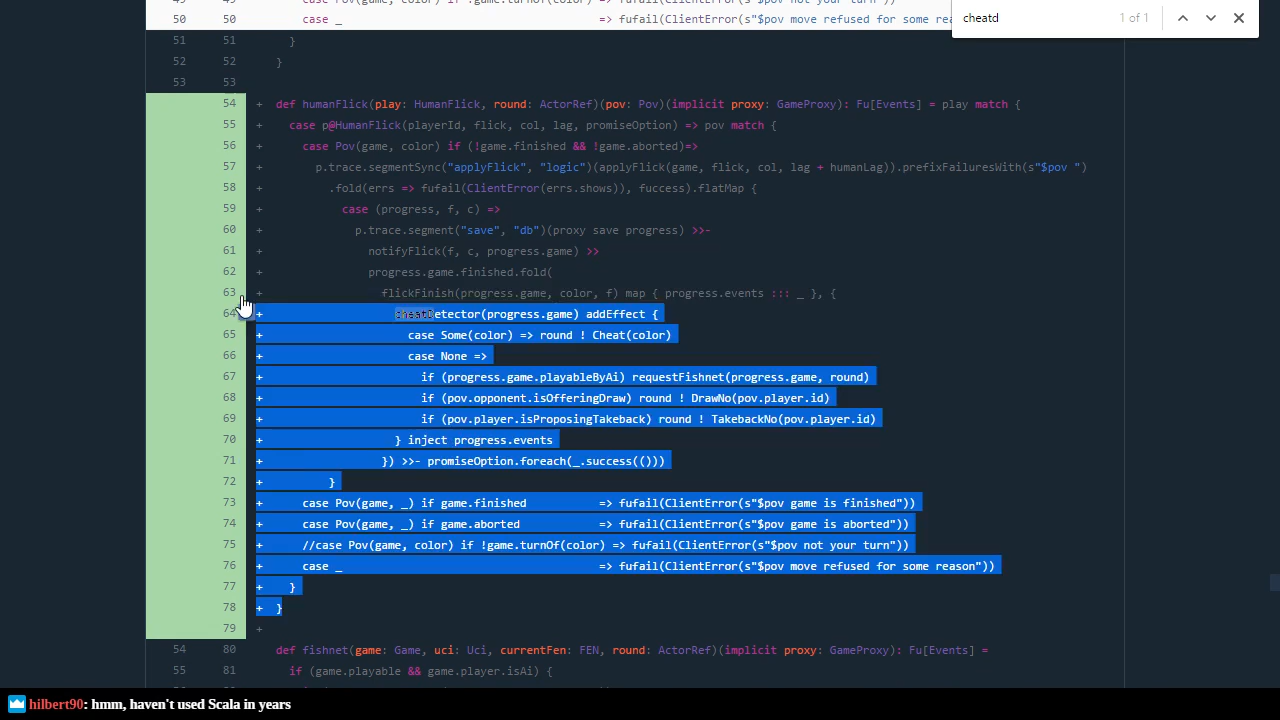 cheatd 1 of 1
50 50 case _ => fufail(ClientError(s"$pov move refused for some rea
51 51 }
52 52 }
53 53
54 + def humanFlick(play: HumanFlick, round: ActorRef)(pov: Pov)(implicit proxy: GameProxy): Fu[Events] = play match {
55 + case p@HumanFlick(playerId, flick, col, lag, promiseOption) => pov match {
56 + case Pov(game, color) if (!game.finished && !game.aborted)=>
57 + p.trace.segmentSync("applyFlick", "logic")(applyFlick(game, flick, col, lag + humanLag)).prefixFailuresWith(s"$pov ")
58 + .fold(errs => fufail(ClientError(errs.shows)), fuccess).flatMap {
59 + case (progress, f, c) =>
60 + p.trace.segment("save", "db")(proxy save progress) >>-
61 + notifyFlick(f, c, progress.game) >>
62 + progress.game.finished.fold(
63 + flickFinish(progress.game, color, f) map { progress.events ::: _ }, {
64 + cheatDetector(progress.game) addEffect {
65 + case Some(color) => round ! Cheat(color)
66 + case None =>
67 + if (progress.game.playableByAi) requestFishnet(progress.game, round)
68 + if (pov.opponent.isOfferingDraw) round ! DrawNo(pov.player.id)
69 + if (pov.player.isProposingTakeback) round ! TakebackNo(pov.player.id)
70 + } inject progress.events
71 + }) >>- promiseOption.foreach(_.success(()))
72 + }
73 + case Pov(game, _) if game.finished => fufail(ClientError(s"$pov game is finished"))
74 + case Pov(game, _) if game.aborted => fufail(ClientError(s"$pov game is aborted"))
75 + //case Pov(game, color) if !game.turnOf(color) => fufail(ClientError(s"$pov not your turn"))
76 + case _ => fufail(ClientError(s"$pov move refused for some reason"))
77 + }
78 + }
79 +
54 80 def fishnet(game: Game, uci: Uci, currentFen: FEN, round: ActorRef)(implicit proxy: GameProxy): Fu[Events] =
55 81 if (game.playable && game.player.isAi) {
hilbert90: hmm, haven't used Scala in years